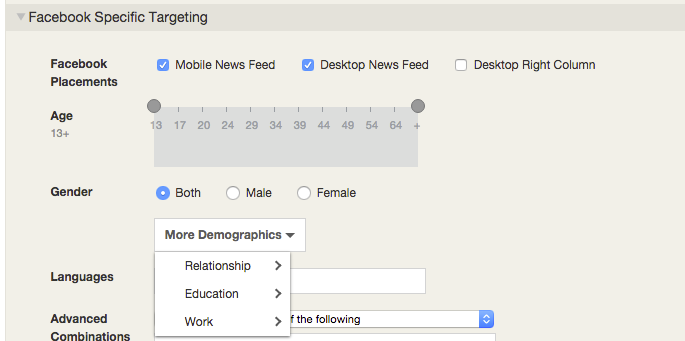 Facebook Specific Targeting
Facebook Placements
Mobile News Feed
Desktop News Feed
Desktop Right Column
Age
13+
13 17 20 24 29 34 39 44 49 54 64 +
Gender
Both
Male
Female
More Demographics
Relationship
Education
Work
Languages
Advanced Combinations
f the following